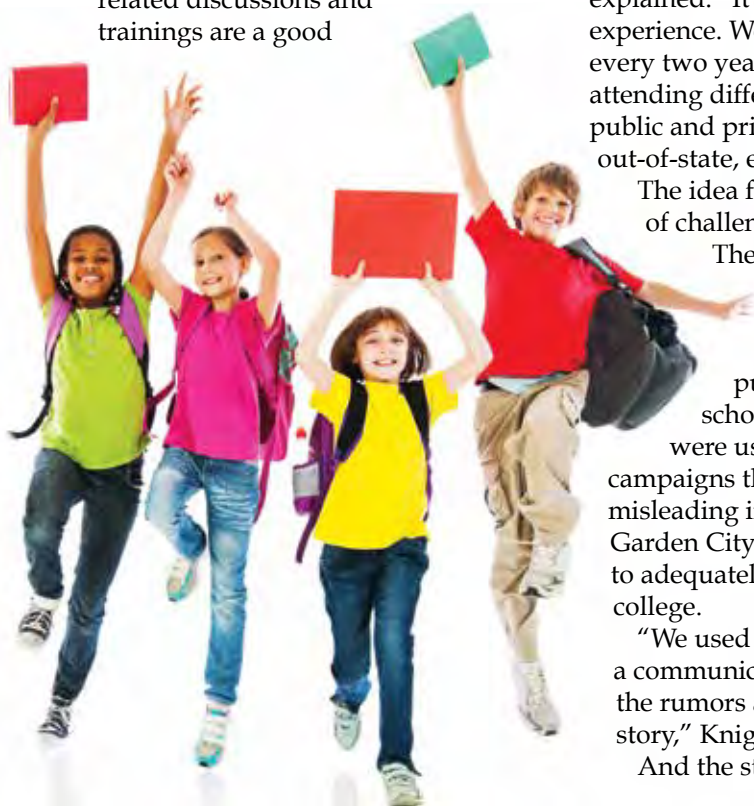 related discussions and
trainings are a good
explained. "It
experience. We
every two yea
attending diffe
public and pri
out-of-state, e
The idea f
of challen
The
pu
scho
were us
campaigns th
misleading i
Garden City
to adequatel
college.
"We used
a communic
the rumors a
story," Knig
And the st